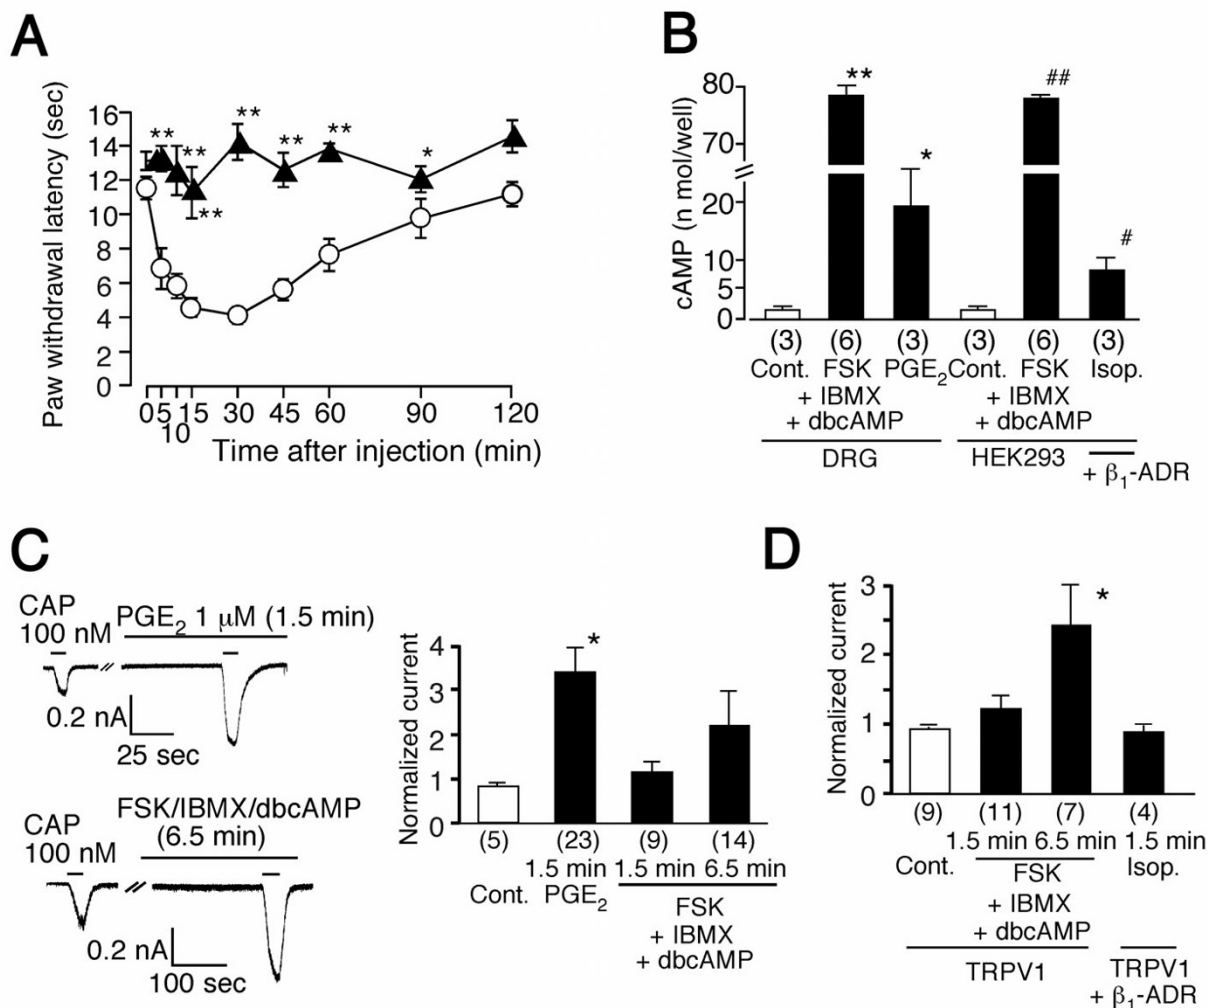 A
Paw withdrawal latency (sec)
16
14
12
10
8
6
4
2
0
**
**
**
**
**
**
*
0 5 15 30 45 60 90 120
10
Time after injection (min)
B
cAMP (n mol/well)
80
70
20
10
5
0
** ##
*
#
(3) (6) (3) (3) (6) (3)
Cont. FSK PGE2 Cont. FSK Isop.
+ IBMX + IBMX
+ dbcAMP + dbcAMP
DRG HEK293
+ β1-ADR
C
CAP
100 nM
PGE2 1 μM (1.5 min)
0.2 nA
25 sec
CAP
100 nM
FSK/IBMX/dbcAMP
(6.5 min)
0.2 nA
100 sec
Normalized current
4
3
2
1
0
*
(5) (23) (9) (14)
1.5 min 1.5 min 6.5 min
Cont. PGE2
FSK
+ IBMX
+ dbcAMP
D
Normalized current
3
2
1
0
*
(9) (11) (7) (4)
1.5 min 6.5 min 1.5 min
Cont. FSK Isop.
+ IBMX
+ dbcAMP
TRPV1 TRPV1
+ β1-ADR